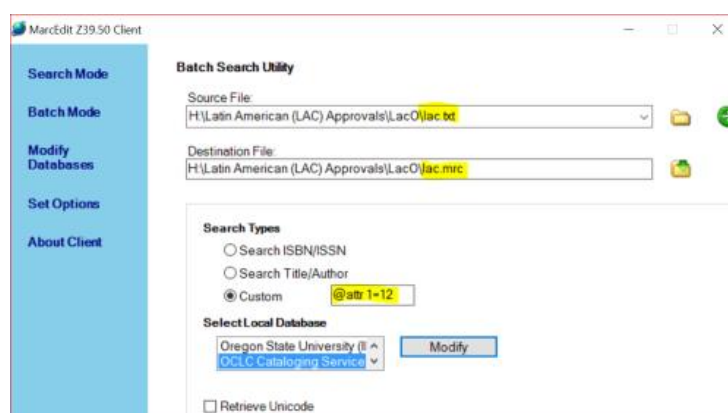 MarcEdit Z39.50 Client
Search Mode
Batch Mode
Modify Databases
Set Options
About Client
Batch Search Utility
Source File:
H:\Latin American (LAC) Approvals\LacO\lac.txt
Destination File:
H:\Latin American (LAC) Approvals\LacO\lac.mrc
Search Types
Search ISBN/ISSN
Search Title/Author
Custom @attr 1=12
Select Local Database
Oregon State University (
OCLC Cataloging Service
Modify
Retrieve Unicode